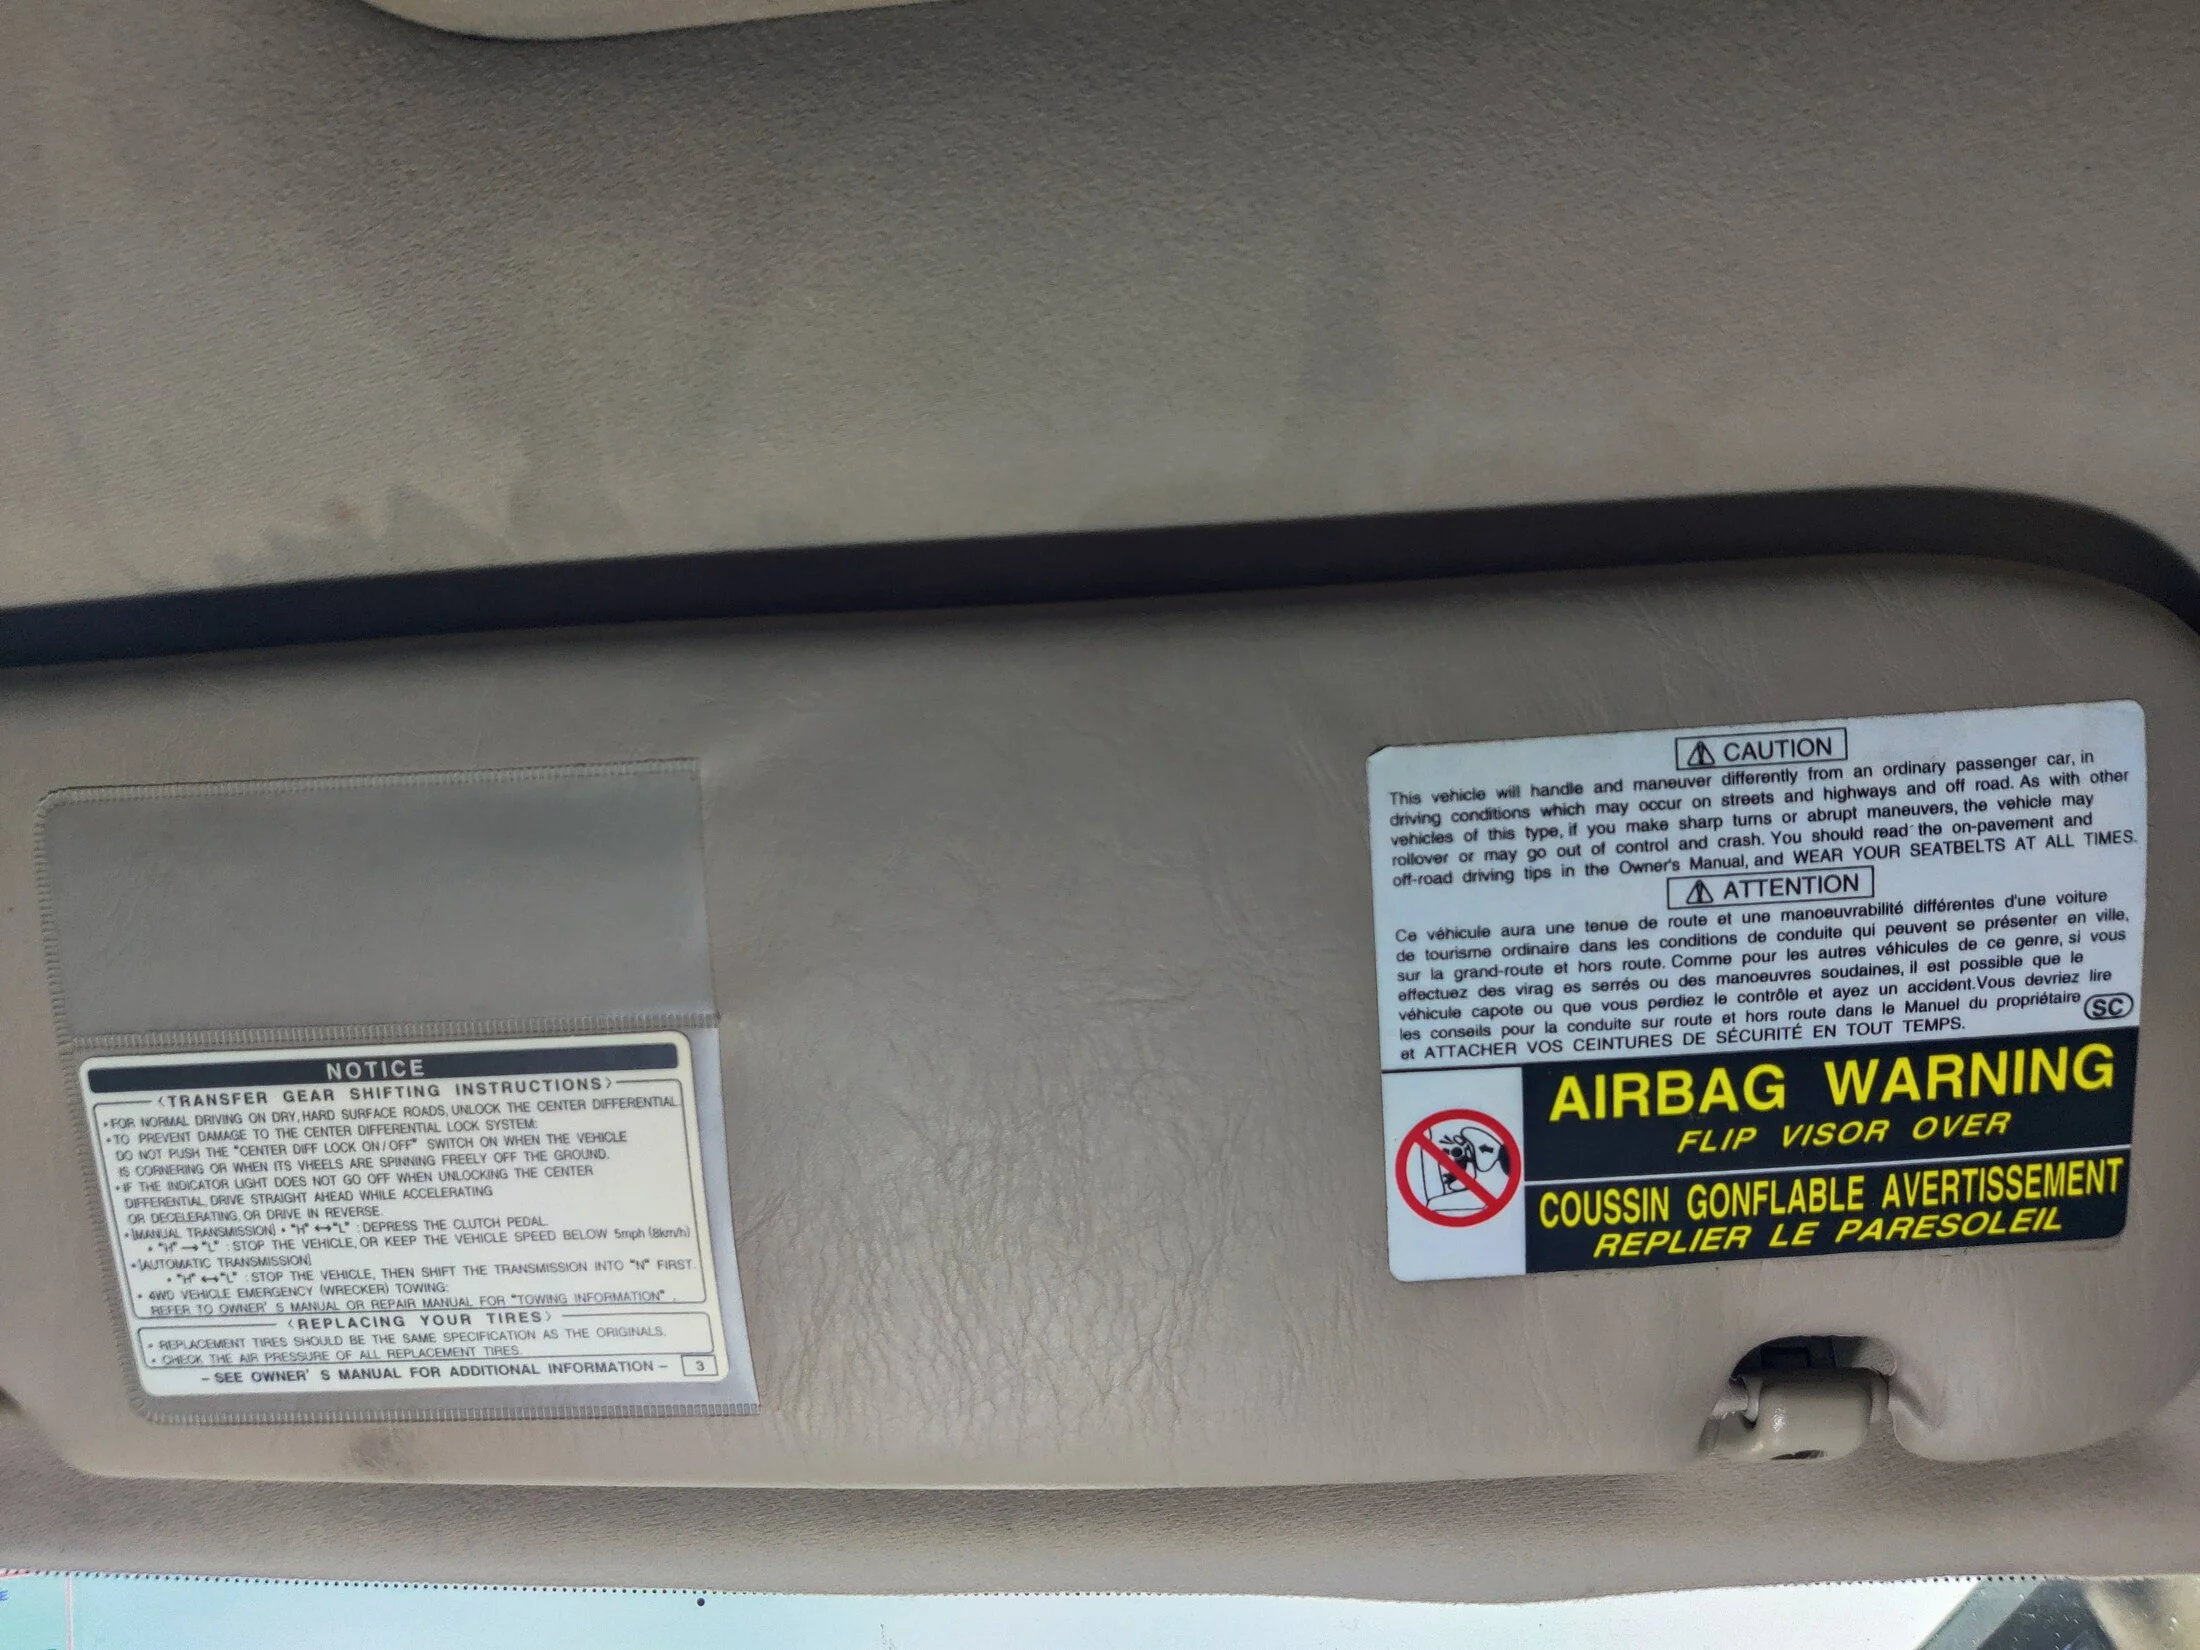 NOTICE
<TRANSFER GEAR SHIFTING INSTRUCTIONS>
•FOR NORMAL DRIVING ON DRY, HARD SURFACE ROADS, UNLOCK THE CENTER DIFFERENTIAL.
•TO PREVENT DAMAGE TO THE CENTER DIFFERENTIAL LOCK SYSTEM:
DO NOT PUSH THE "CENTER DIFF LOCK ON/OFF" SWITCH ON WHEN THE VEHICLE
IS CORNERING OR WHEN ITS VHEELS ARE SPINNING FREELY OFF THE GROUND.
•IF THE INDICATOR LIGHT DOES NOT GO OFF WHEN UNLOCKING THE CENTER
DIFFERENTIAL, DRIVE STRAIGHT AHEAD WHILE ACCELERATING
OR DECELERATING, OR DRIVE IN REVERSE.
•[MANUAL TRANSMISSION] • "H" ↔ "L" : DEPRESS THE CLUTCH PEDAL.
• "H" → "L" : STOP THE VEHICLE, OR KEEP THE VEHICLE SPEED BELOW 5mph (8km/h)
•[AUTOMATIC TRANSMISSION]
• "H" ↔ "L" : STOP THE VEHICLE, THEN SHIFT THE TRANSMISSION INTO "N" FIRST.
• 4WD VEHICLE EMERGENCY (WRECKER) TOWING:
REFER TO OWNER' S MANUAL OR REPAIR MANUAL FOR "TOWING INFORMATION" .
<REPLACING YOUR TIRES>
• REPLACEMENT TIRES SHOULD BE THE SAME SPECIFICATION AS THE ORIGINALS.
• CHECK THE AIR PRESSURE OF ALL REPLACEMENT TIRES.
– SEE OWNER' S MANUAL FOR ADDITIONAL INFORMATION – 3
⚠ CAUTION
This vehicle will handle and maneuver differently from an ordinary passenger car, in
driving conditions which may occur on streets and highways and off road. As with other
vehicles of this type, if you make sharp turns or abrupt maneuvers, the vehicle may
rollover or may go out of control and crash. You should read the on-pavement and
off-road driving tips in the Owner's Manual, and WEAR YOUR SEATBELTS AT ALL TIMES.
⚠ ATTENTION
Ce véhicule aura une tenue de route et une manoeuvrabilité différentes d'une voiture
de tourisme ordinaire dans les conditions de conduite qui peuvent se présenter en ville,
sur la grand-route et hors route. Comme pour les autres véhicules de ce genre, si vous
effectuez des virag es serrés ou des manoeuvres soudaines, il est possible que le
véhicule capote ou que vous perdiez le contrôle et ayez un accident. Vous devriez lire
les conseils pour la conduite sur route et hors route dans le Manuel du propriétaire
et ATTACHER VOS CEINTURES DE SÉCURITÉ EN TOUT TEMPS.
SC
AIRBAG WARNING
FLIP VISOR OVER
COUSSIN GONFLABLE AVERTISSEMENT
REPLIER LE PARESOLEIL